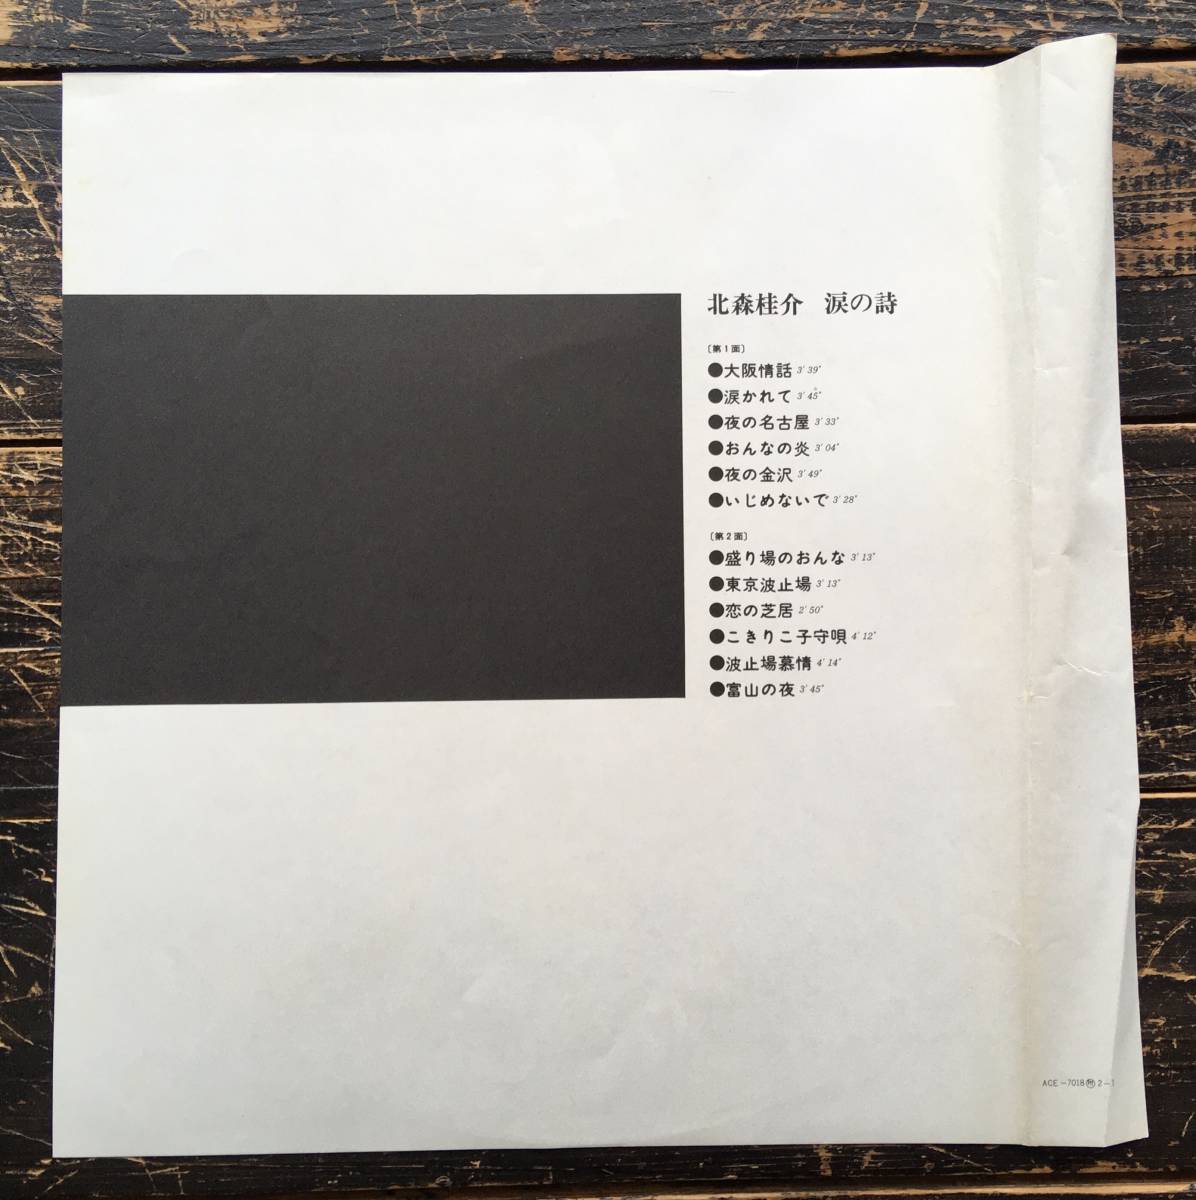 北森桂介 涙の詩
〔第1面〕
●大阪情話 3'39"
●涙かれて 3'45"
●夜の名古屋 3'33"
●おんなの炎 3'04"
●夜の金沢 3'49"
●いじめないで 3'28"
〔第2面〕
●盛り場のおんな 3'13"
●東京波止場 3'13"
●恋の芝居 2'50"
●こきりこ子守唄 4'12"
●波止場慕情 4'14"
●富山の夜 3'45"
ACE-7018 2-1